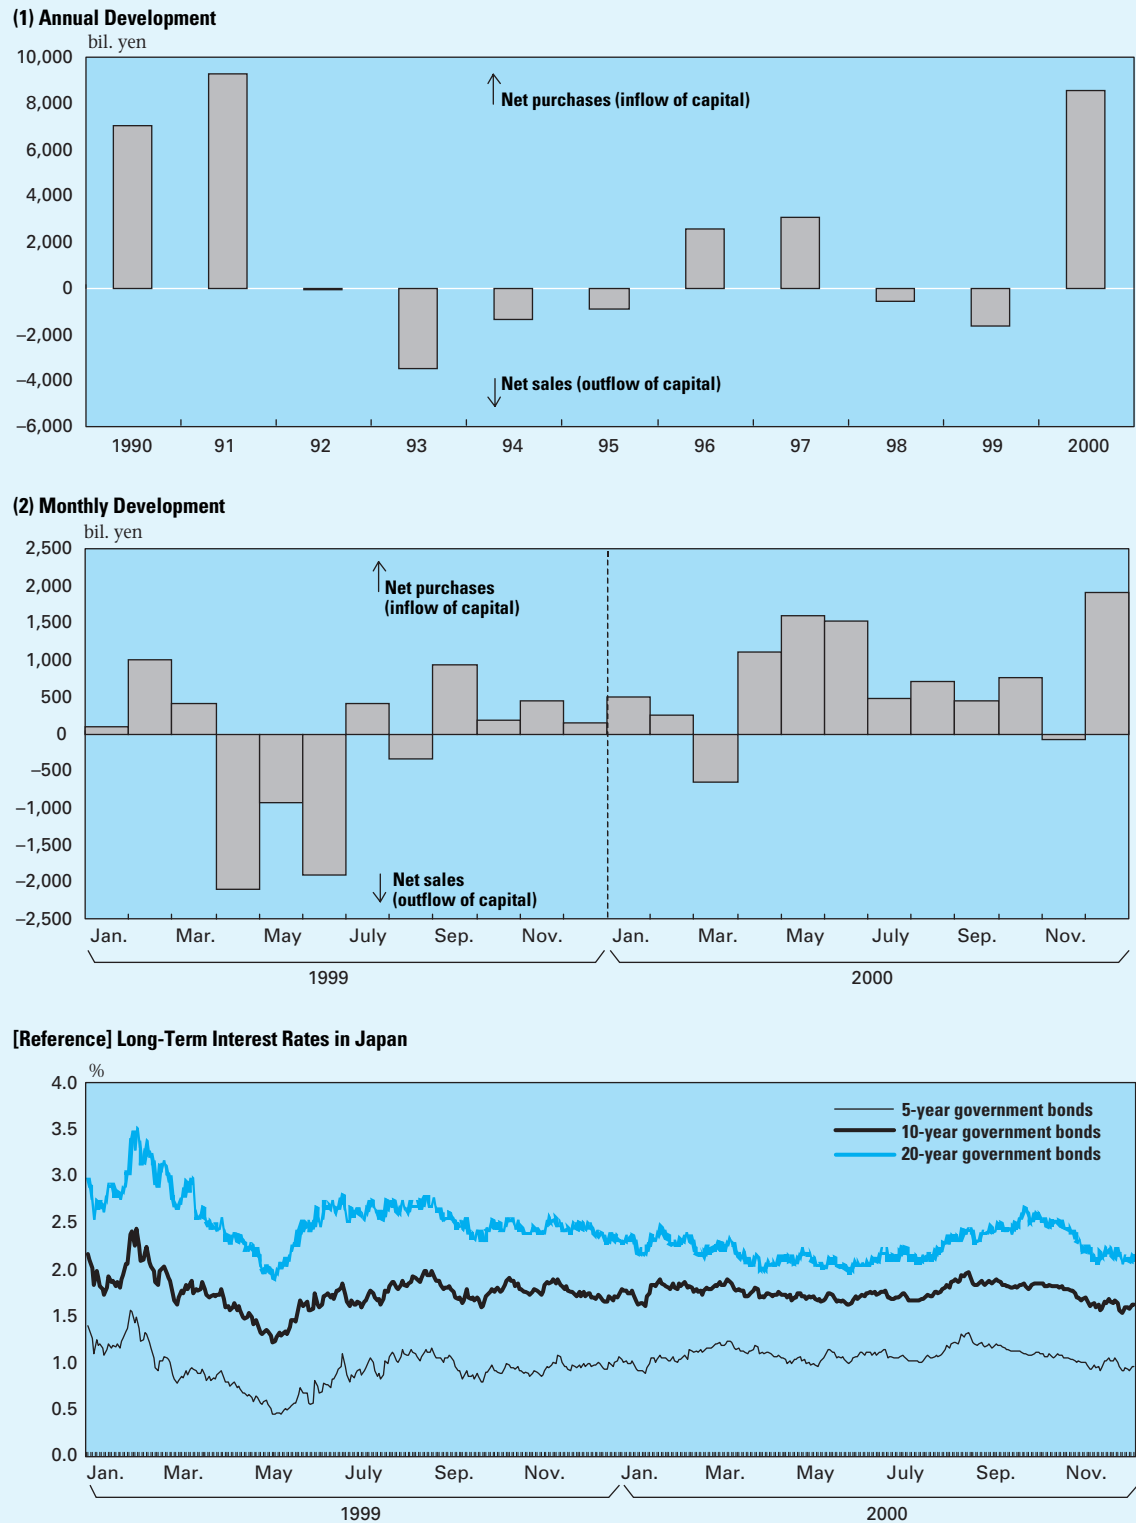 (1) Annual Development
bil. yen
10,000
8,000
6,000
4,000
2,000
0
−2,000
−4,000
−6,000
Net purchases (inflow of capital)
Net sales (outflow of capital)
1990 91 92 93 94 95 96 97 98 99 2000
(2) Monthly Development
bil. yen
2,500
2,000
1,500
1,000
500
0
−500
−1,000
−1,500
−2,000
−2,500
Net purchases
(inflow of capital)
Net sales
(outflow of capital)
Jan. Mar. May July Sep. Nov. Jan. Mar. May July Sep. Nov.
1999 2000
[Reference] Long-Term Interest Rates in Japan
%
4.0
3.5
3.0
2.5
2.0
1.5
1.0
0.5
0.0
5-year government bonds
10-year government bonds
20-year government bonds
Jan. Mar. May July Sep. Nov. Jan. Mar. May July Sep. Nov.
1999 2000